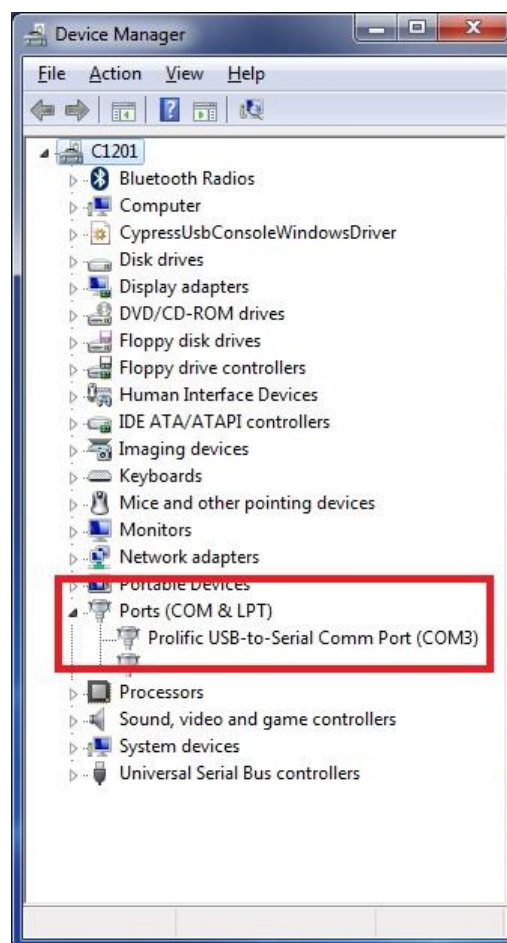 Device Manager
File Action View Help
C1201
Bluetooth Radios
Computer
CypressUsbConsoleWindowsDriver
Disk drives
Display adapters
DVD/CD-ROM drives
Floppy disk drives
Floppy drive controllers
Human Interface Devices
IDE ATA/ATAPI controllers
Imaging devices
Keyboards
Mice and other pointing devices
Monitors
Network adapters
Portable Devices
Ports (COM & LPT)
Prolific USB-to-Serial Comm Port (COM3)
Processors
Sound, video and game controllers
System devices
Universal Serial Bus controllers